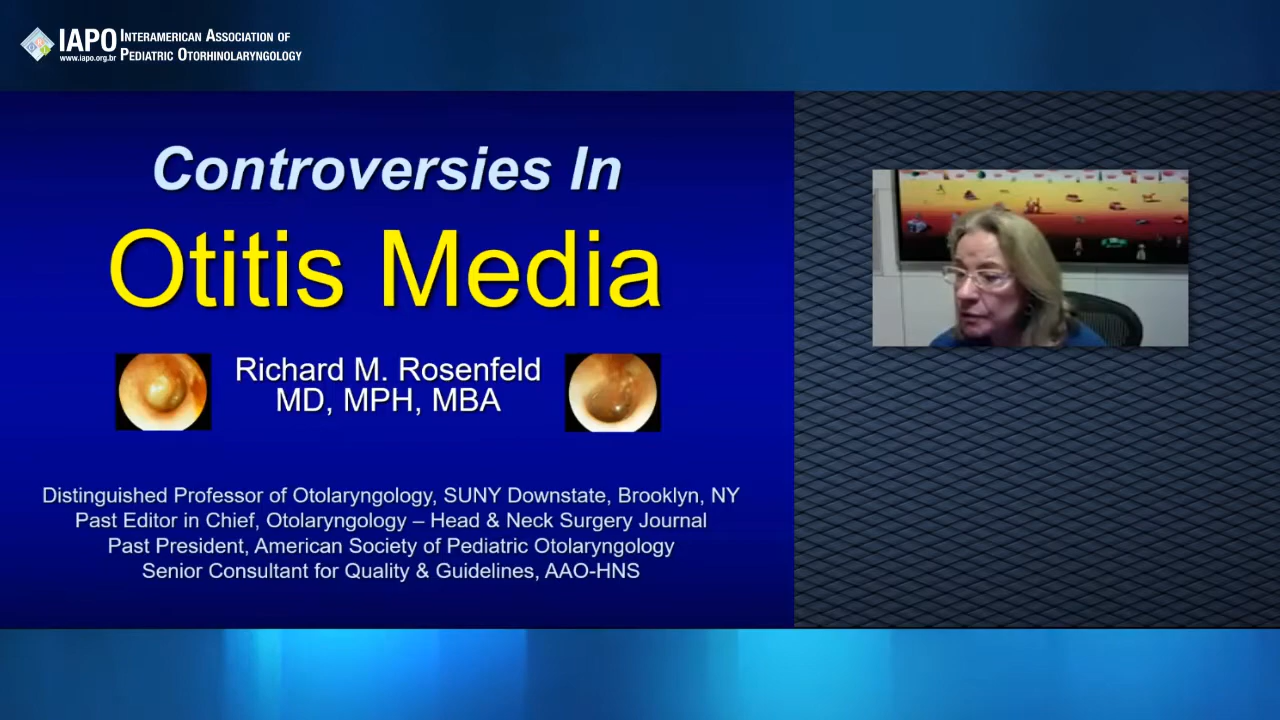 IAPO
www.iapo.org.br
INTERAMERICAN ASSOCIATION OF
PEDIATRIC OTORHINOLARYNGOLOGY
Controversies In
Otitis Media
Richard M. Rosenfeld
MD, MPH, MBA
Distinguished Professor of Otolaryngology, SUNY Downstate, Brooklyn, NY
Past Editor in Chief, Otolaryngology – Head & Neck Surgery Journal
Past President, American Society of Pediatric Otolaryngology
Senior Consultant for Quality & Guidelines, AAO-HNS